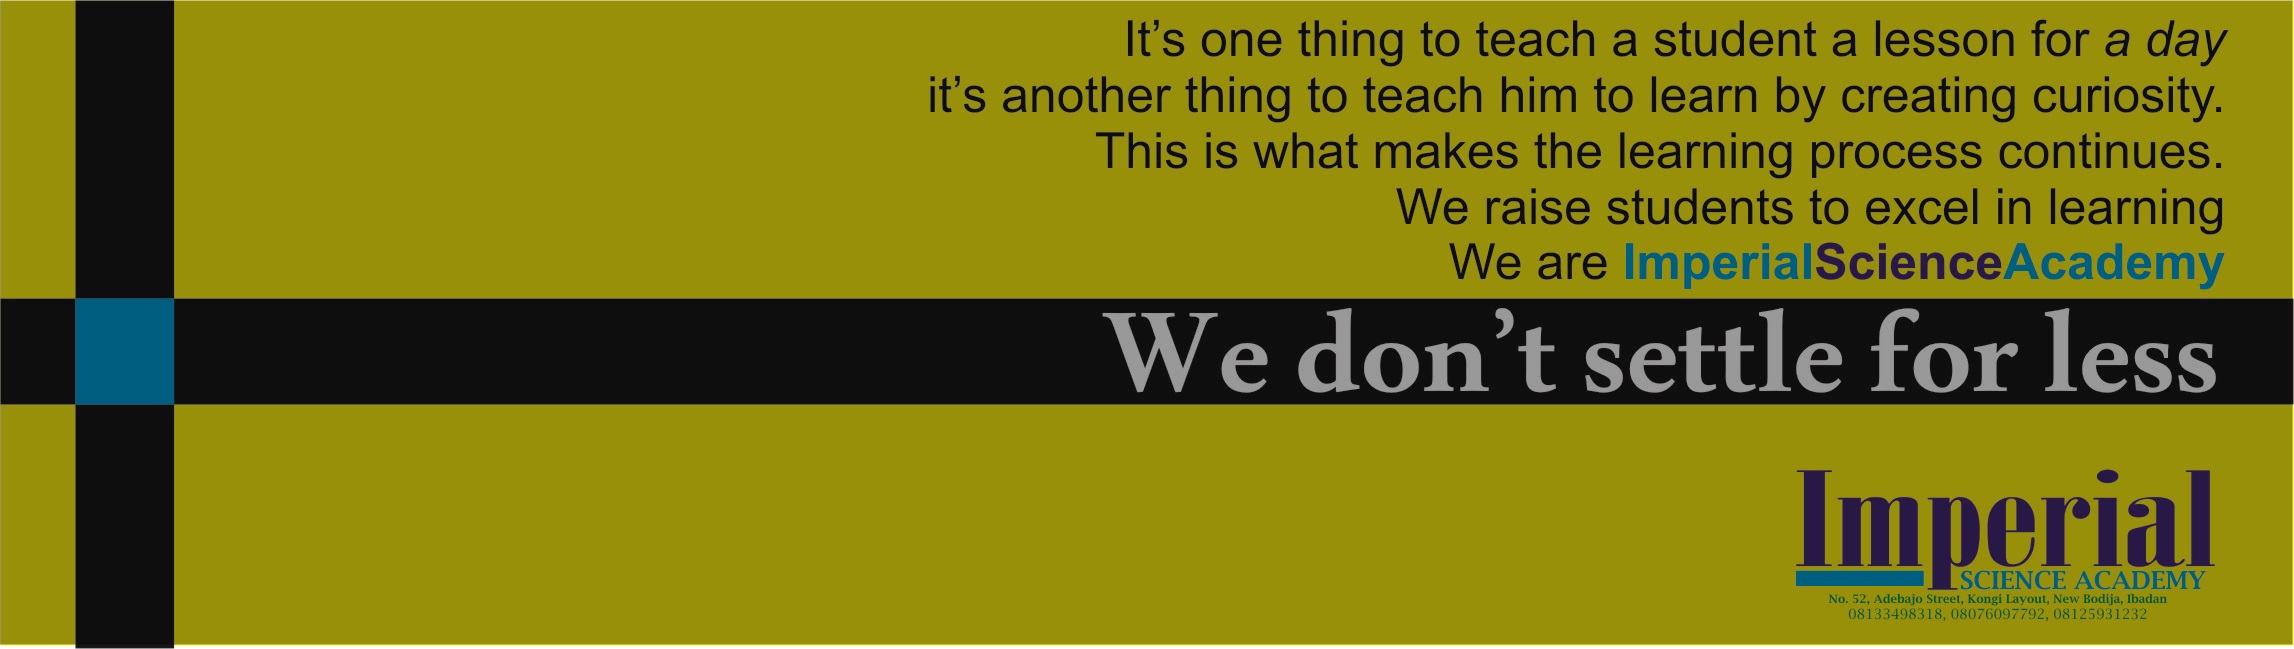 It’s one thing to teach a student a lesson for a day
it’s another thing to teach him to learn by creating curiosity.
This is what makes the learning process continues.
We raise students to excel in learning
We are ImperialScienceAcademy
We don’t settle for less
Imperial
SCIENCE ACADEMY
No. 52, Adebajo Street, Kongi Layout, New Bodija, Ibadan
08133498318, 08076097792, 08125931232